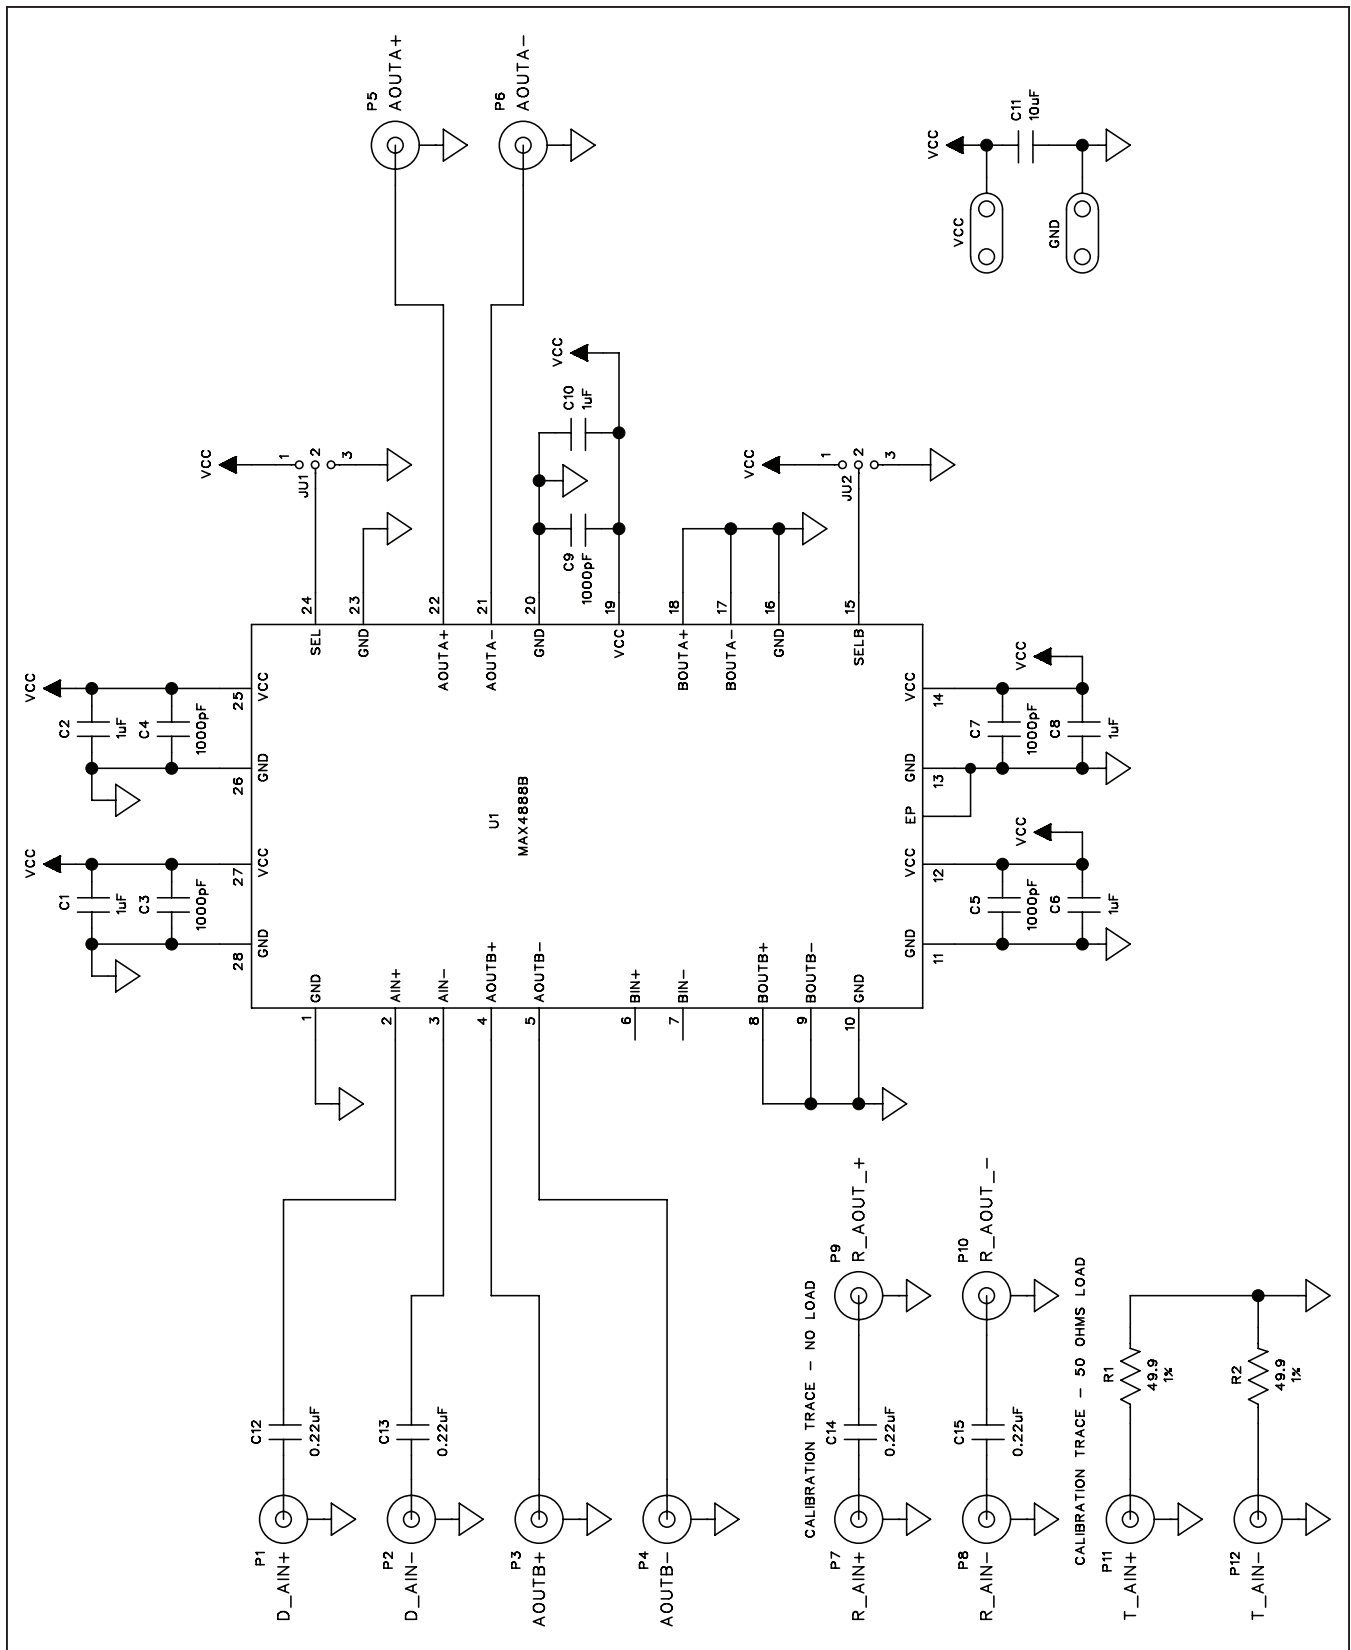 P5
AOUTA+
P6
AOUTA-
VCC
C11
10uF
VCC
GND
VCC
1
2
3
JU1
VCC
C10
1uF
C9
1000pF
VCC
1
2
3
JU2
24
23
22
21
20
19
18
17
16
15
SEL
GND
AOUTA+
AOUTA-
GND
VCC
BOUTA+
BOUTA-
GND
SELB
VCC
C2
1uF
C4
1000pF
25
VCC
26
GND
VCC
C1
1uF
C3
1000pF
27
VCC
28
GND
U1
MAX4888B
VCC
14
GND
13
EP
VCC
12
GND
11
C7
1000pF
C8
1uF
VCC
C5
1000pF
C6
1uF
VCC
GND
AIN+
AIN-
AOUTB+
AOUTB-
BIN+
BIN-
BOUTB+
BOUTB-
GND
1
2
3
4
5
6
7
8
9
10
C12
0.22uF
C13
0.22uF
P1
D_AIN+
P2
D_AIN-
P3
AOUTB+
P4
AOUTB-
CALIBRATION TRACE - NO LOAD
P9
R_AOUT_+
P10
R_AOUT_-
C14
0.22uF
C15
0.22uF
P7
R_AIN+
P8
R_AIN-
CALIBRATION TRACE - 50 OHMS LOAD
R1
49.9
1%
R2
49.9
1%
P11
T_AIN+
P12
T_AIN-